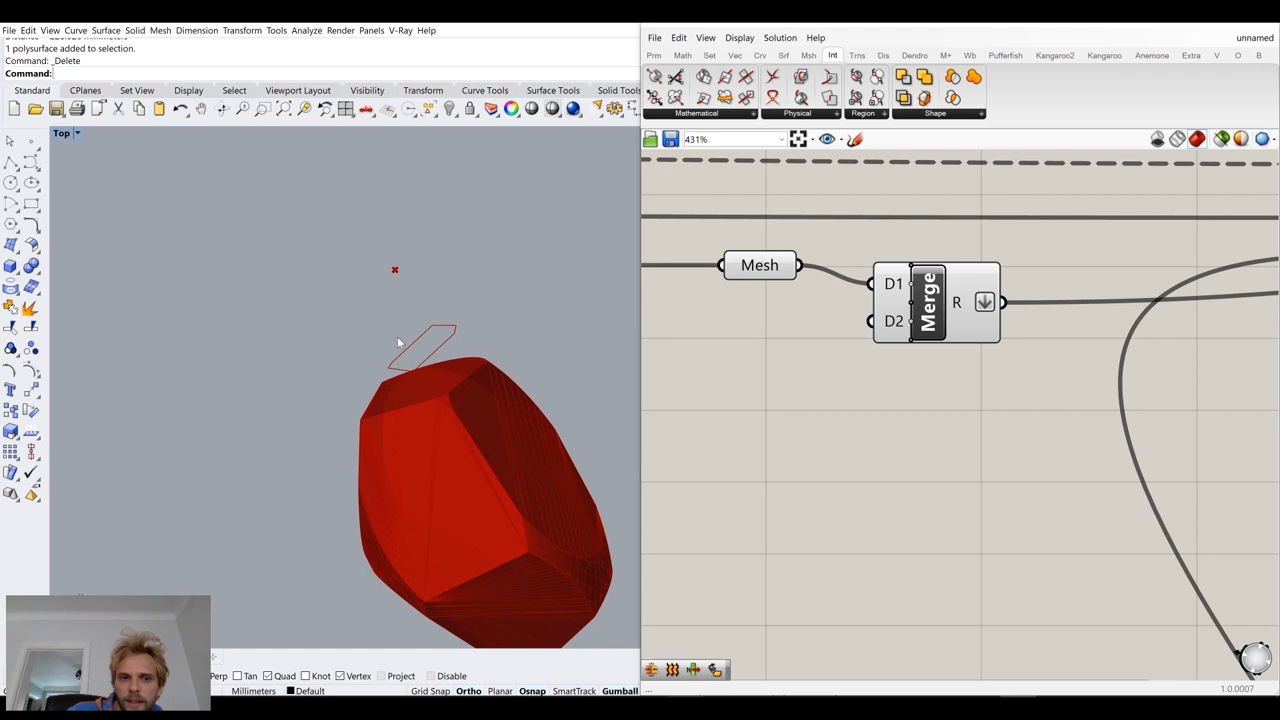 File Edit View Curve Surface Solid Mesh Dimension Transform Tools Analyze Render Panels V-Ray Help
1 polysurface added to selection.
Command: _Delete
Command:
Standard CPlanes Set View Display Select Viewport Layout Visibility Transform Curve Tools Surface Tools Solid Tools
Top
Perp Tan Quad Knot Vertex Project Disable
Millimeters Default Grid Snap Ortho Planar Osnap SmartTrack Gumball
File Edit View Display Solution Help unnamed
Prm Math Set Vec Crv Srf Msh Int Trns Dis Dendro M+ Wb Pufferfish Kangaroo2 Kangaroo Anemone Extra V O B
Mathematical Physical Region Shape
431%
Mesh
D1
D2
Merge
R
...
1.0.0007